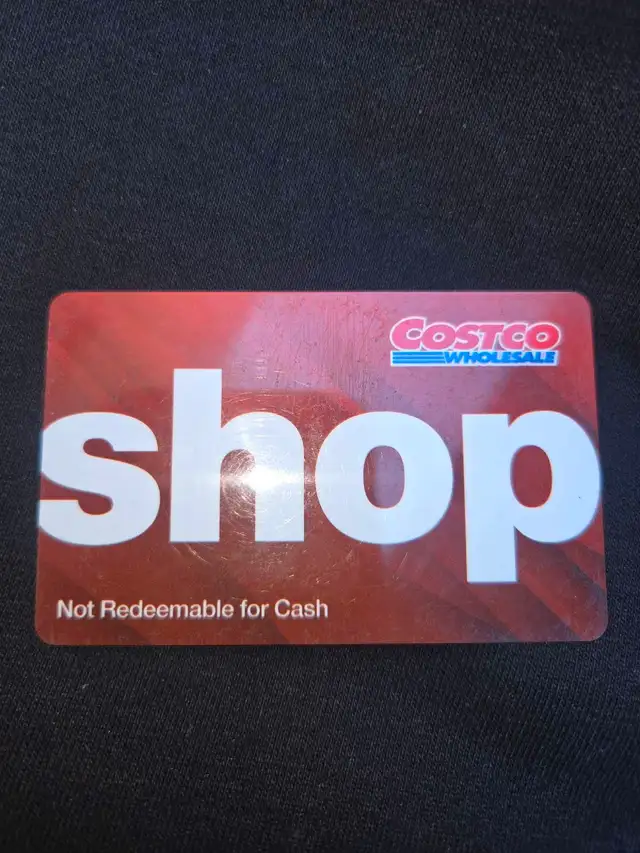 COSTCO
WHOLESALE
shop
Not Redeemable for Cash